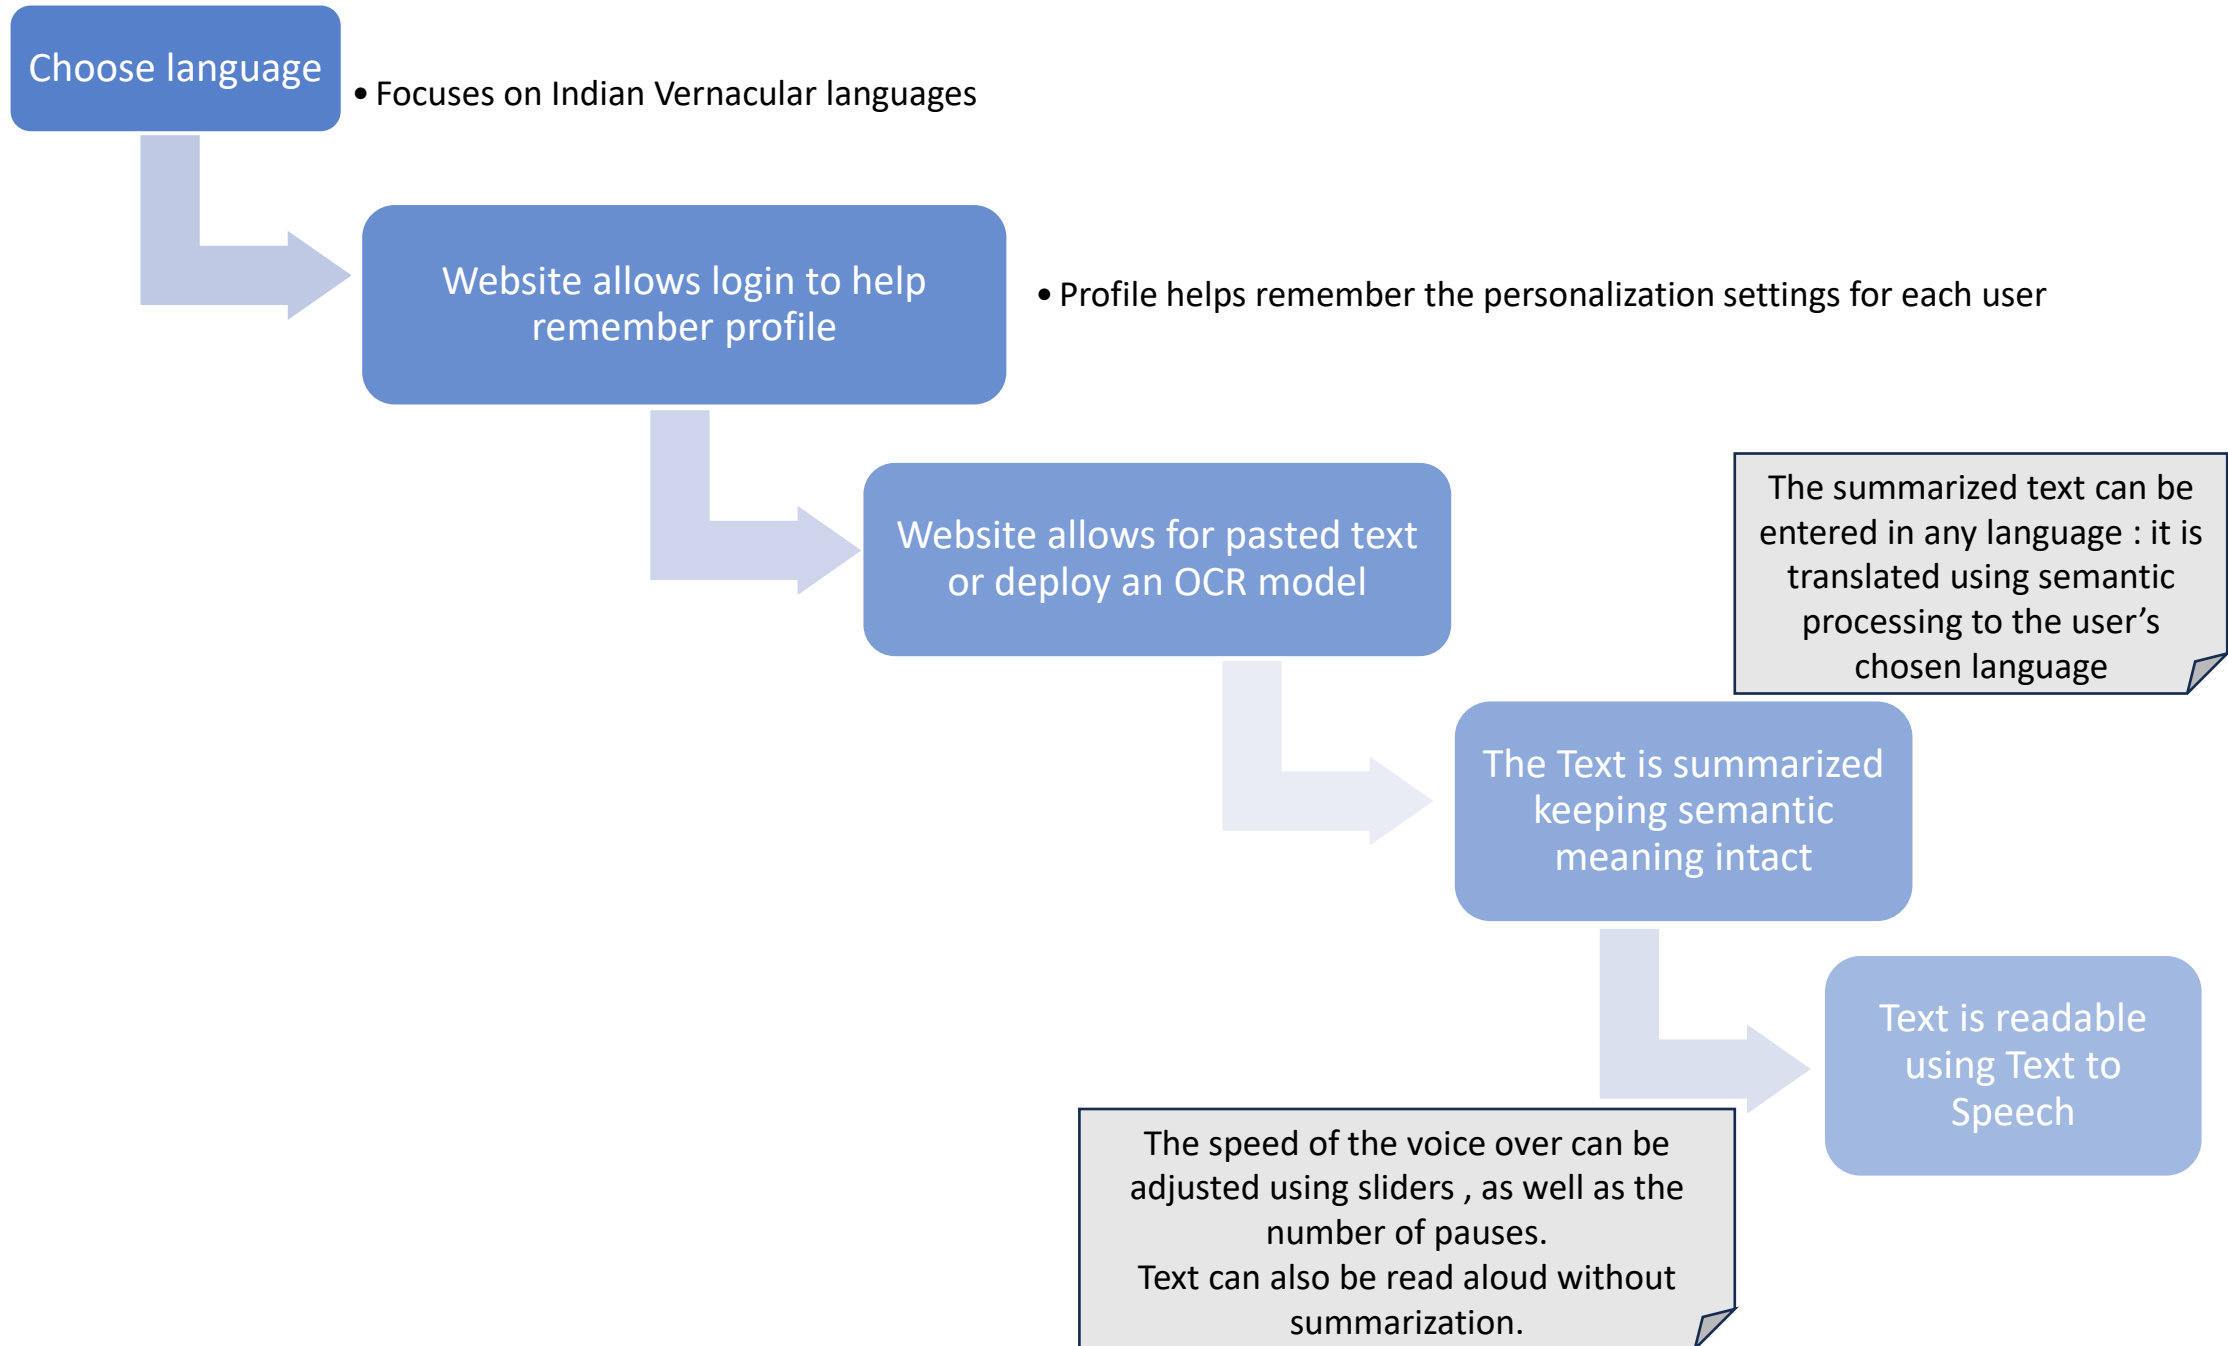 Choose language
• Focuses on Indian Vernacular languages
Website allows login to help
remember profile
• Profile helps remember the personalization settings for each user
Website allows for pasted text
or deploy an OCR model
The summarized text can be
entered in any language : it is
translated using semantic
processing to the user’s
chosen language
The Text is summarized
keeping semantic
meaning intact
Text is readable
using Text to
Speech
The speed of the voice over can be
adjusted using sliders , as well as the
number of pauses.
Text can also be read aloud without
summarization.